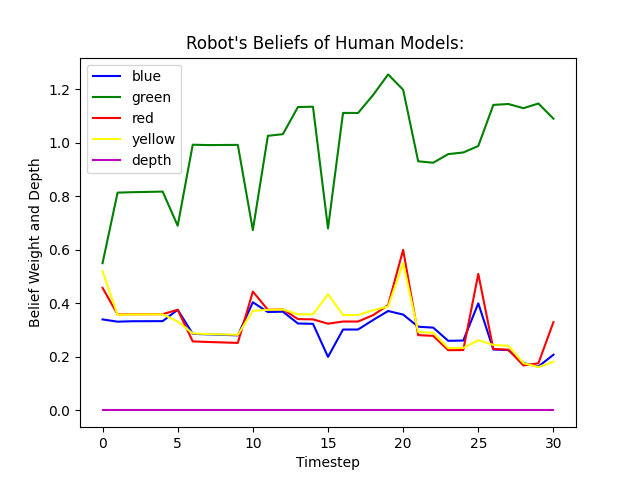 Robot's Beliefs of Human Models:
blue
green
red
yellow
depth
Belief Weight and Depth
1.2
1.0
0.8
0.6
0.4
0.2
0.0
0 5 10 15 20 25 30
Timestep